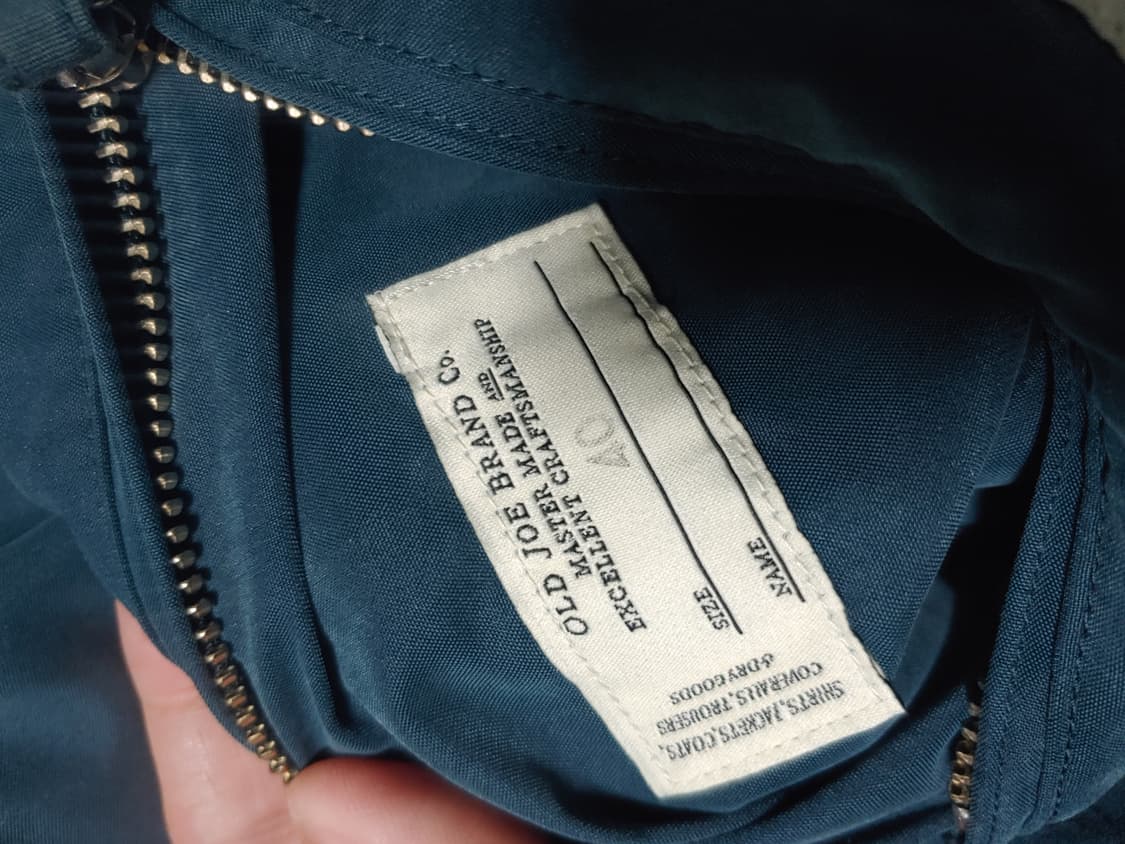 OLD JOE BRAND Co.
MASTER MADE AND
EXCELLENT CRAFTSMANSHIP
SIZE 40
NAME
SHIRTS, JACKETS, COATS,
COVERALLS, TROUSERS
& DRY GOODS